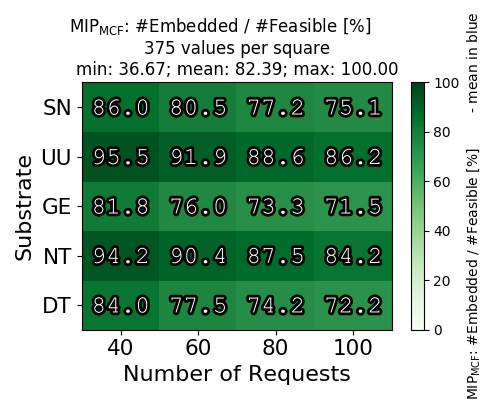 MIP_MCF: #Embedded / #Feasible [%]
375 values per square
min: 36.67; mean: 82.39; max: 100.00
SN 86.0 80.5 77.2 75.1
UU 95.5 91.9 88.6 86.2
GE 81.8 76.0 73.3 71.5
NT 94.2 90.4 87.5 84.2
DT 84.0 77.5 74.2 72.2
40 60 80 100
Number of Requests
Substrate
100
80
60
40
20
0
MIP_MCF: #Embedded / #Feasible [%] - mean in blue